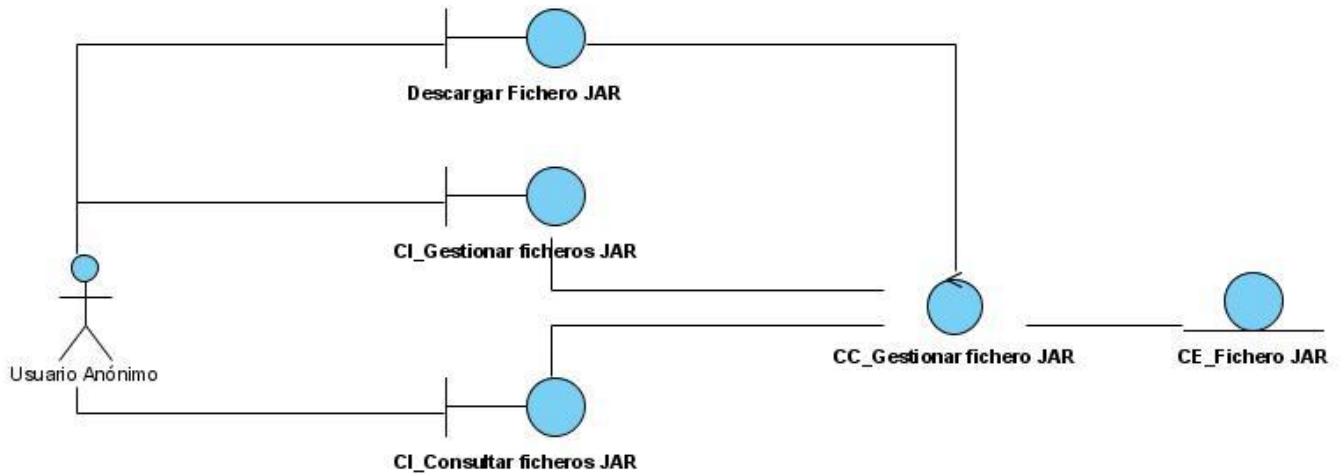 Descargar Fichero JAR
CI_Gestionar ficheros JAR
Usuario Anónimo
CC_Gestionar fichero JAR
CE_Fichero JAR
CI_Consultar ficheros JAR